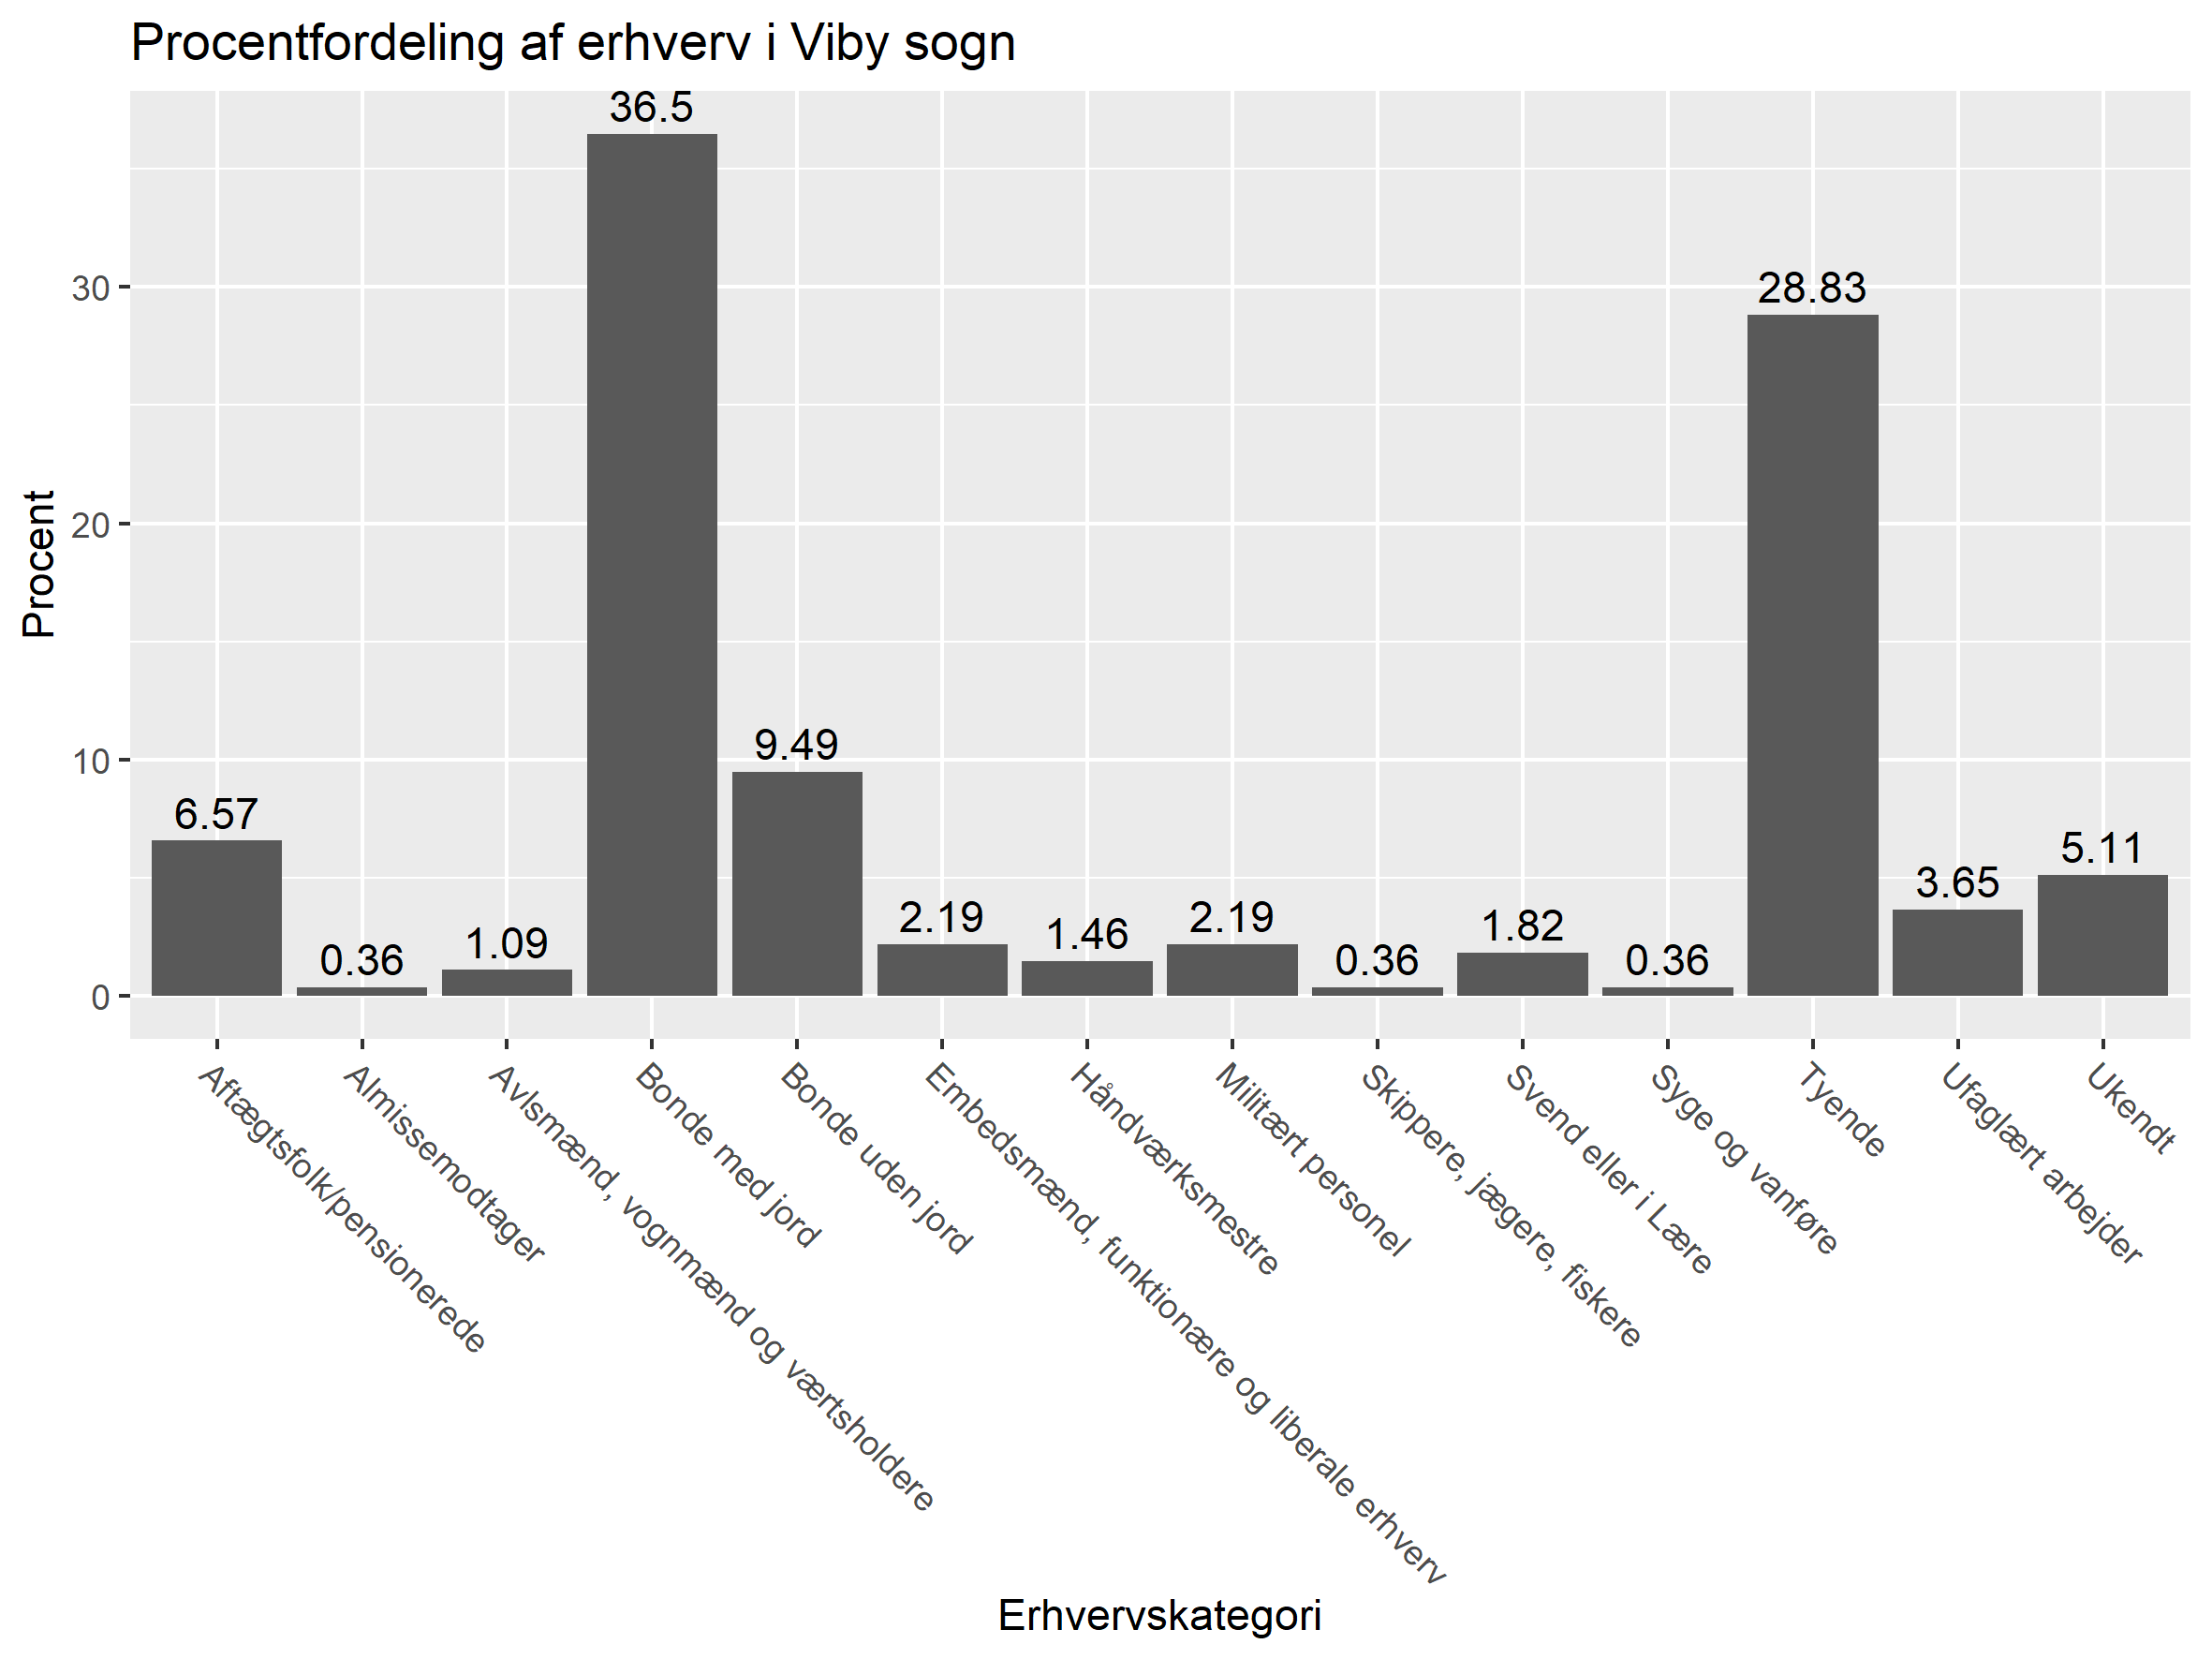 Procentfordeling af erhverv i Viby sogn
36.5
30
28.83
20
Procent
10
9.49
6.57
5.11
3.65
2.19
1.46
2.19
1.82
1.09
0.36
0.36
0.36
0
Aftægtsfolk/pensionerede
Almissemodtager
Avlsmænd, vognmænd og værtsholdere
Bonde med jord
Bonde uden jord
Embedsmænd, funktionære og liberale erhverv
Håndværksmestre
Militært personel
Skippere, jægere, fiskere
Svend eller i Lære
Syge og vanføre
Tyende
Ufaglært arbejder
Ukendt
Erhvervskategori